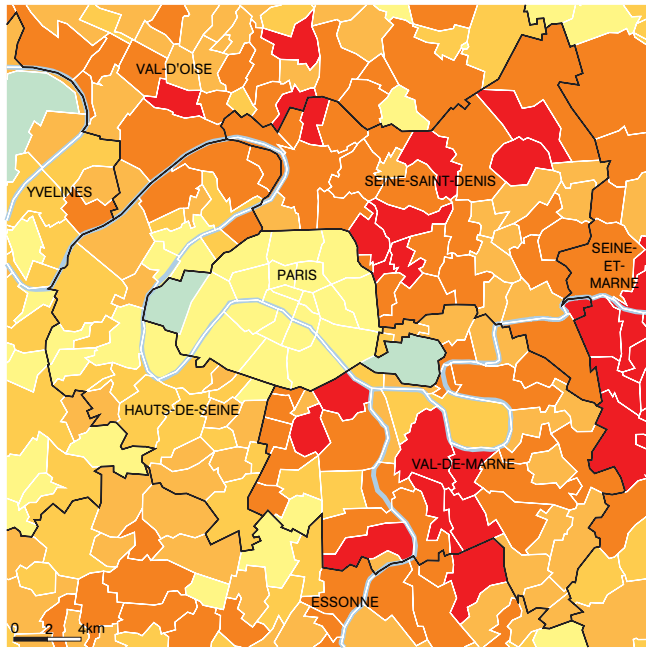 VAL-D'OISE
YVELINES
SEINE-SAINT-DENIS
SEINE-
ET-
MARNE
PARIS
HAUTS-DE-SEINE
VAL-DE-MARNE
ESSONNE
0 2 4km